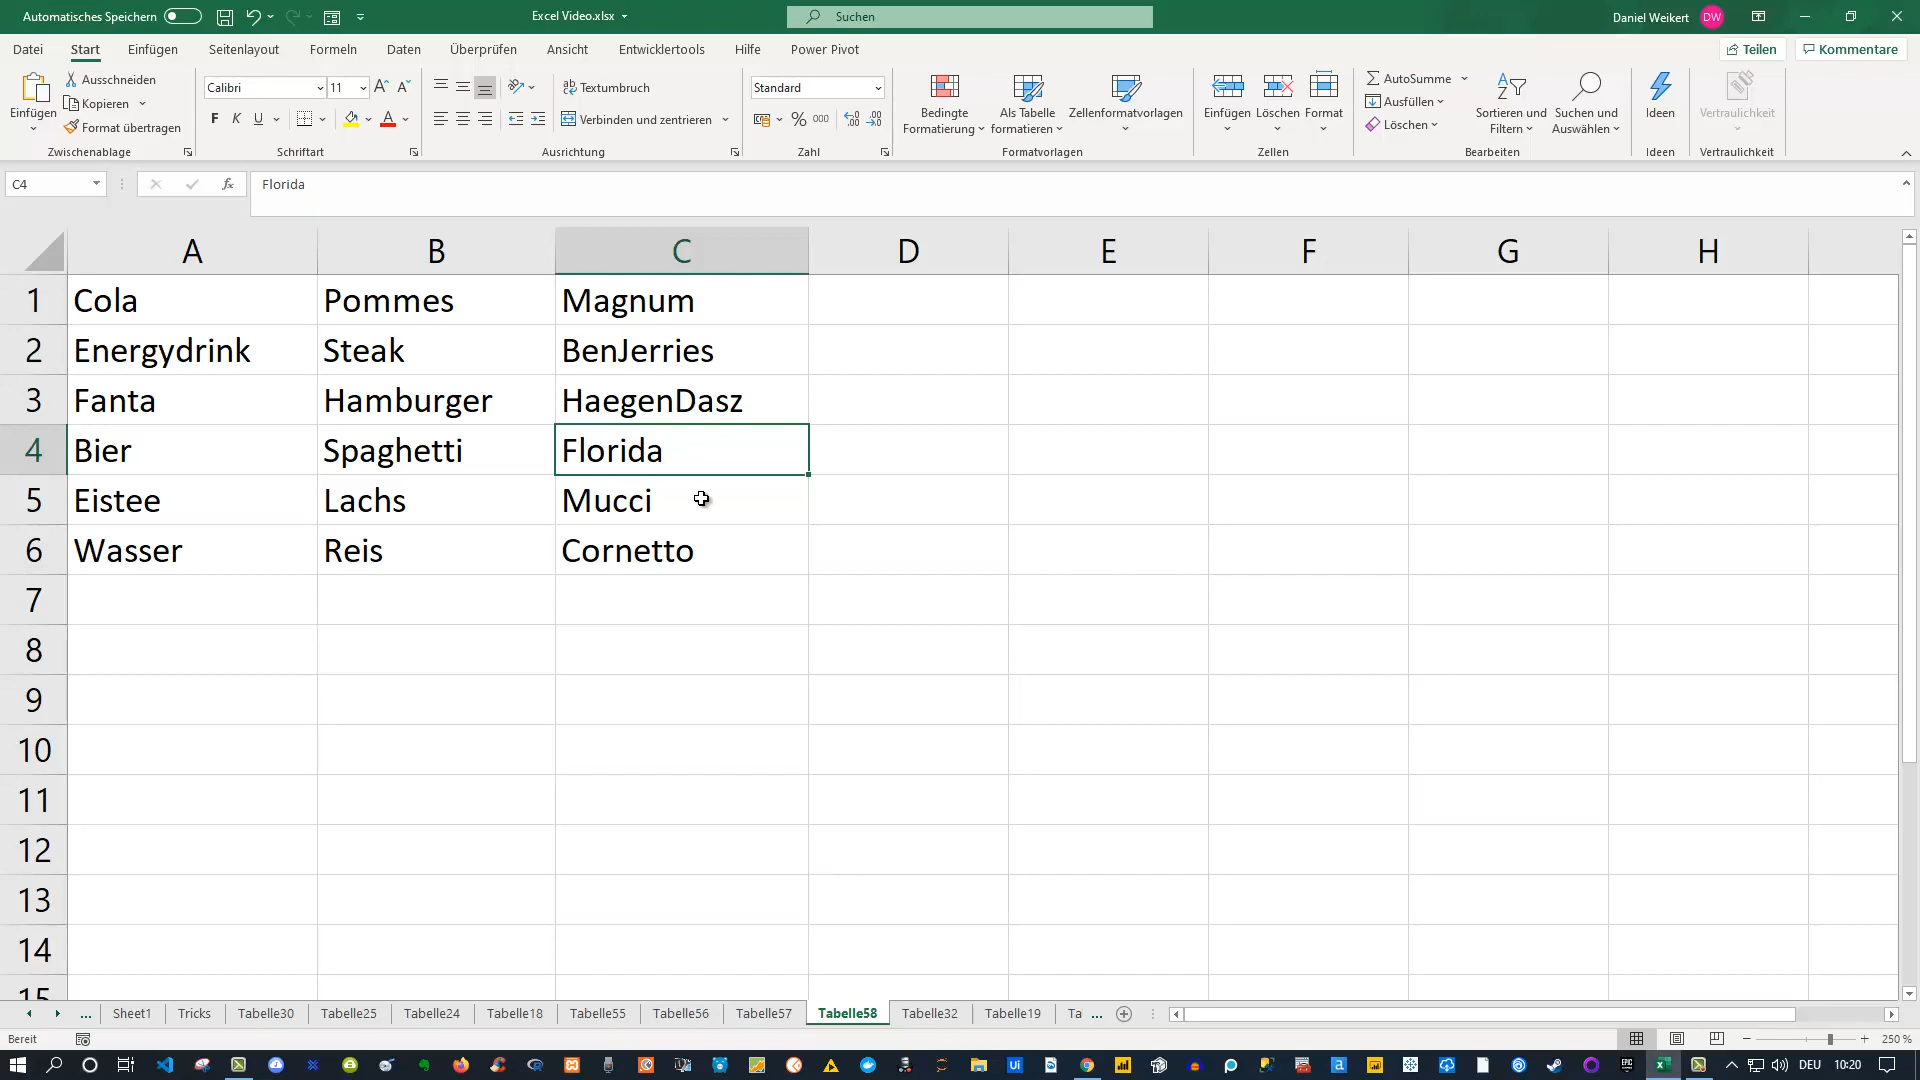 Automatisches Speichern Excel Video.xlsx Suchen Daniel Weikert DW
Datei Start Einfügen Seitenlayout Formeln Daten Überprüfen Ansicht Entwicklertools Hilfe Power Pivot Teilen Kommentare
Einfügen
Ausschneiden
Kopieren
Format übertragen
Zwischenablage
Calibri 11
F K U
Schriftart
Textumbruch
Verbinden und zentrieren
Ausrichtung
Standard
% 000
Zahl
Bedingte Formatierung
Als Tabelle formatieren
Zellenformatvorlagen
Formatvorlagen
Einfügen Löschen Format
Zellen
AutoSumme
Ausfüllen
Löschen
Sortieren und Filtern
Suchen und Auswählen
Bearbeiten
Ideen
Ideen
Vertraulichkeit
Vertraulichkeit
C4 fx Florida
A B C D E F G H
1 Cola Pommes Magnum
2 Energydrink Steak BenJerries
3 Fanta Hamburger HaegenDasz
4 Bier Spaghetti Florida
5 Eistee Lachs Mucci
6 Wasser Reis Cornetto
7
8
9
10
11
12
13
14
15
... Sheet1 Tricks Tabelle30 Tabelle25 Tabelle24 Tabelle18 Tabelle55 Tabelle56 Tabelle57 Tabelle58 Tabelle32 Tabelle19 Ta ...
Bereit 250 %
DEU 10:20